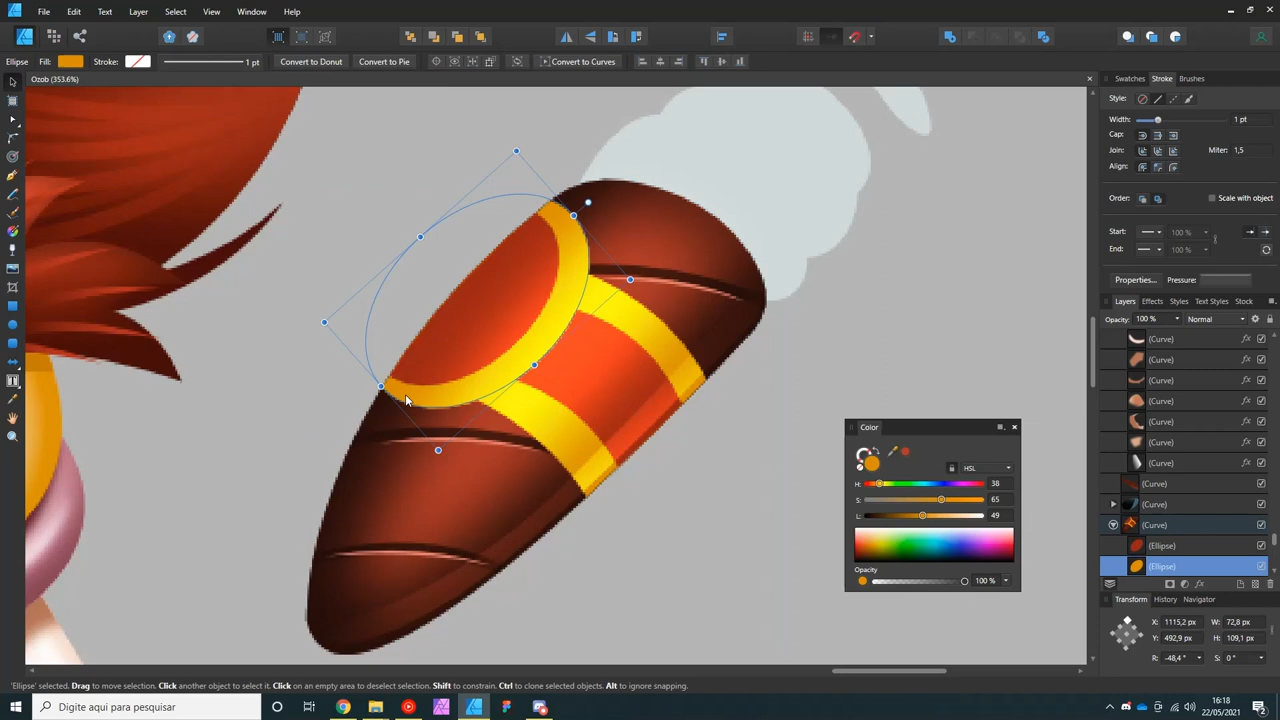 File Edit Text Layer Select View Window Help
Ellipse Fill: Stroke: 1 pt Convert to Donut Convert to Pie Convert to Curves
Ozob (353.6%)
Swatches Stroke Brushes
Style:
Width: 1 pt
Cap:
Join: Miter: 1,5
Align:
Order: Scale with object
Start: 100 %
End: 100 %
Properties... Pressure:
Layers Effects Styles Text Styles Stock
Opacity: 100 % Normal
(Curve) fx
(Curve) fx
(Curve) fx
(Curve) fx
(Curve) fx
(Curve) fx
(Curve) fx
(Curve)
(Curve)
(Curve)
(Ellipse)
(Ellipse)
Color
HSL
H: 38
S: 65
L: 49
Opacity
100 %
Transform History Navigator
X: 1115,2 px W: 72,8 px
Y: 492,9 px H: 109,1 px
R: -48,4 ° S: 0 °
'Ellipse' selected. Drag to move selection. Click another object to select it. Click on an empty area to deselect selection. Shift to constrain. Ctrl to clone selected objects. Alt to ignore snapping.
Digite aqui para pesquisar
16:18
22/05/2021